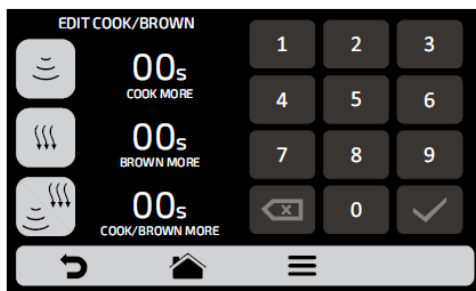 EDIT COOK/BROWN
00s
COOK MORE
00s
BROWN MORE
00s
COOK/BROWN MORE
1 2 3
4 5 6
7 8 9
x 0